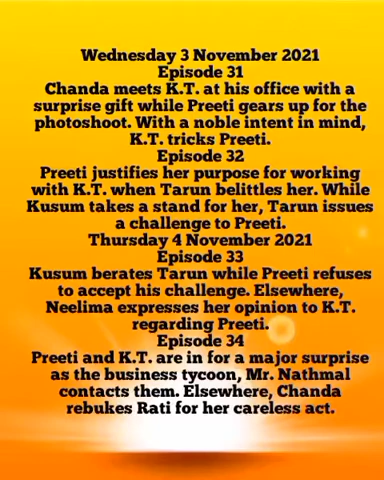 Wednesday 3 November 2021
Episode 31
Chanda meets K.T. at his office with a
surprise gift while Preeti gears up for the
photoshoot. With a noble intent in mind,
K.T. tricks Preeti.
Episode 32
Preeti justifies her purpose for working
with K.T. when Tarun belittles her. While
Kusum takes a stand for her, Tarun issues
a challenge to Preeti.
Thursday 4 November 2021
Episode 33
Kusum berates Tarun while Preeti refuses
to accept his challenge. Elsewhere,
Neelima expresses her opinion to K.T.
regarding Preeti.
Episode 34
Preeti and K.T. are in for a major surprise
as the business tycoon, Mr. Nathmal
contacts them. Elsewhere, Chanda
rebukes Rati for her careless act.